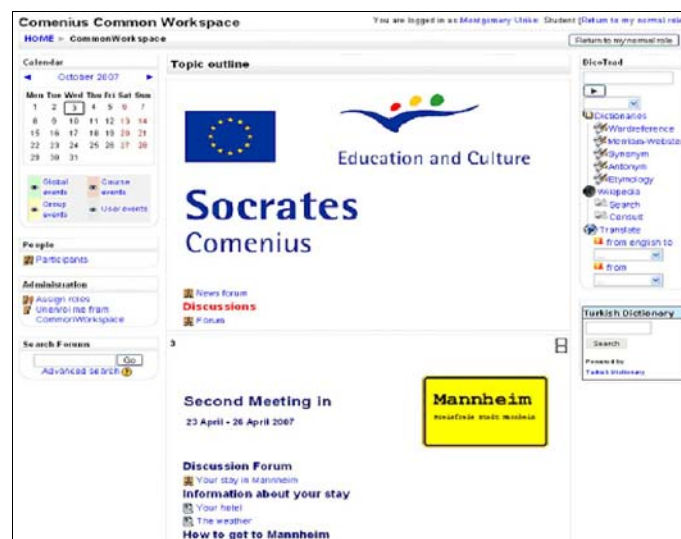 Comenius Common Workspace
You are logged in as Montgomery Ulrike: Student (Return to my normal role
HOME ► CommonWorkspace
Return to my normal role
Calendar
◄ October 2007 ►
Mon Tue Wed Thu Fri Sat Sun
1 2 3 4 5 6 7
8 9 10 11 12 13 14
15 16 17 18 19 20 21
22 23 24 25 26 27 28
29 30 31
Global events
Course events
Group events
User events
People
Participants
Administration
Assign roles
Unenrol me from CommonWorkspace
Search Forums
Go
Advanced search
Topic outline
Education and Culture
Socrates
Comenius
News forum
Discussions
Forum
3
Second Meeting in
23 April - 26 April 2007
Mannheim
Kreisfreie Stadt Mannheim
Discussion Forum
Your stay in Mannheim
Information about your stay
Your hotel
The weather
How to get to Mannheim
DicoTrad
Dictionaries
Wordreference
Merriam-Webster
Synonym
Antonym
Etymology
Wikipedia
Search
Consult
Translate
from english to
...
from
...
Turkish Dictionary
Search
Powered by
Turkish Dictionary